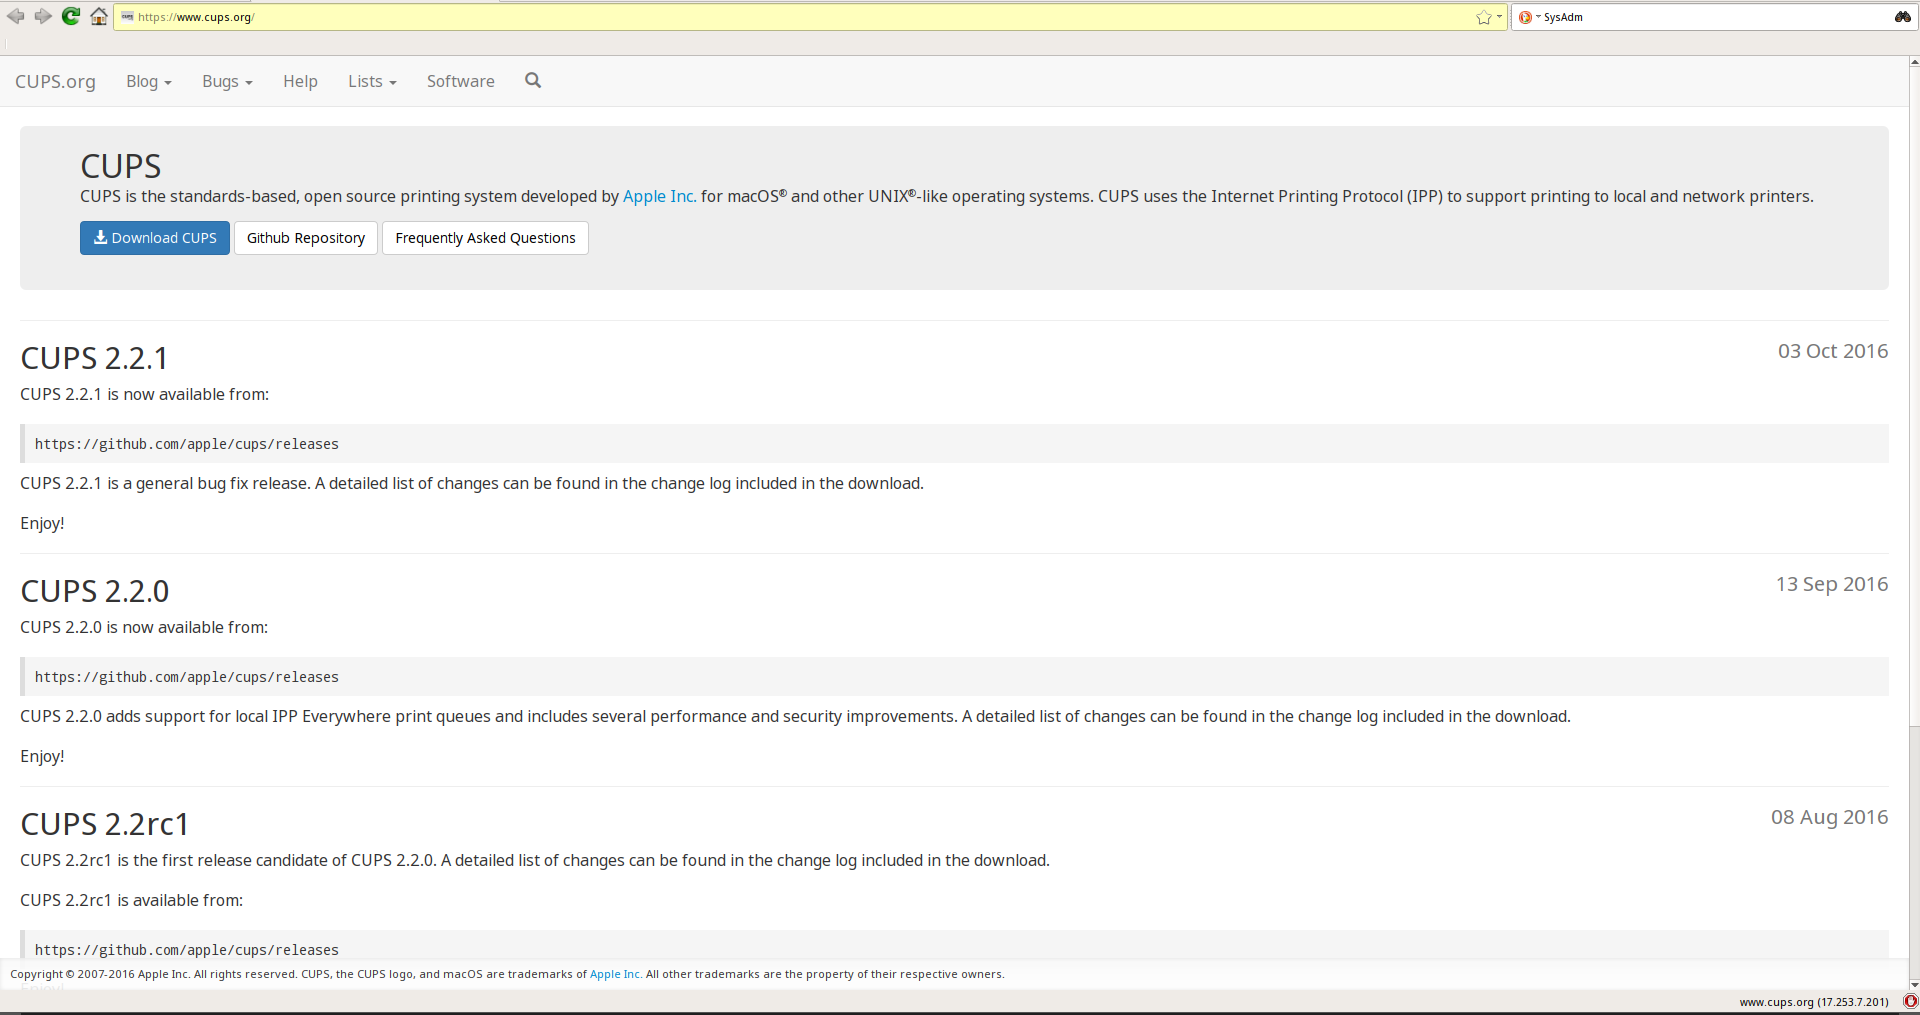 https://www.cups.org/
SysAdm
CUPS.org Blog Bugs Help Lists Software
CUPS
CUPS is the standards-based, open source printing system developed by Apple Inc. for macOS® and other UNIX®-like operating systems. CUPS uses the Internet Printing Protocol (IPP) to support printing to local and network printers.
Download CUPS Github Repository Frequently Asked Questions
CUPS 2.2.1 03 Oct 2016
CUPS 2.2.1 is now available from:
https://github.com/apple/cups/releases
CUPS 2.2.1 is a general bug fix release. A detailed list of changes can be found in the change log included in the download.
Enjoy!
CUPS 2.2.0 13 Sep 2016
CUPS 2.2.0 is now available from:
https://github.com/apple/cups/releases
CUPS 2.2.0 adds support for local IPP Everywhere print queues and includes several performance and security improvements. A detailed list of changes can be found in the change log included in the download.
Enjoy!
CUPS 2.2rc1 08 Aug 2016
CUPS 2.2rc1 is the first release candidate of CUPS 2.2.0. A detailed list of changes can be found in the change log included in the download.
CUPS 2.2rc1 is available from:
https://github.com/apple/cups/releases
Copyright © 2007-2016 Apple Inc. All rights reserved. CUPS, the CUPS logo, and macOS are trademarks of Apple Inc. All other trademarks are the property of their respective owners.
Enjoy!
www.cups.org (17.253.7.201)